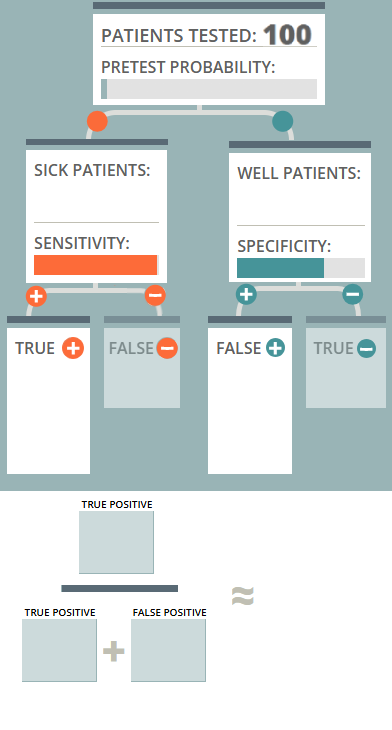 PATIENTS TESTED: 100
PRETEST PROBABILITY:
SICK PATIENTS:
WELL PATIENTS:
SENSITIVITY:
SPECIFICITY:
+ − + −
TRUE + FALSE − FALSE + TRUE −
TRUE POSITIVE
≈
TRUE POSITIVE + FALSE POSITIVE